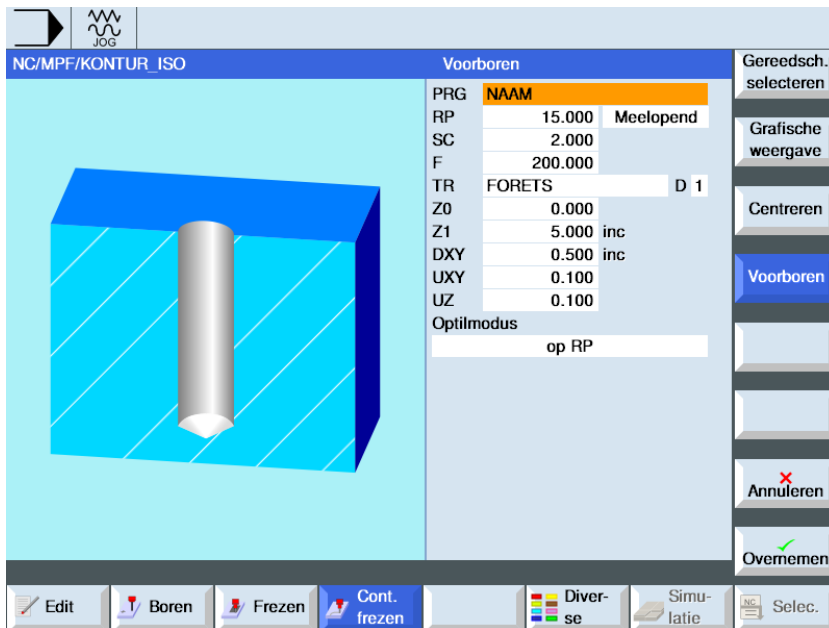 JOG
NC/MPF/KONTUR_ISO
Voorboren
PRG NAAM
RP 15.000 Meelopend
SC 2.000
F 200.000
TR FORETS D 1
Z0 0.000
Z1 5.000 inc
DXY 0.500 inc
UXY 0.100
UZ 0.100
Optilmodus
op RP
Gereedsch.
selecteren
Grafische
weergave
Centreren
Voorboren
Annuleren
Overnemen
Edit
Boren
Frezen
Cont.
frezen
Diver-
se
Simu-
latie
NC
Selec.